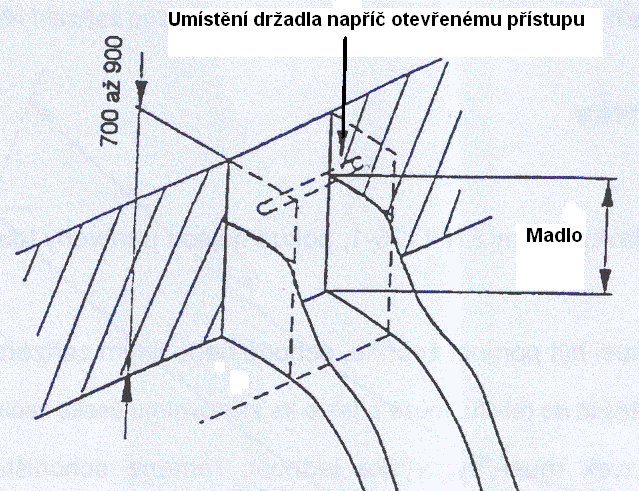 Umístění držadla napříč otevřenému přístupu
700 až 900
Madlo